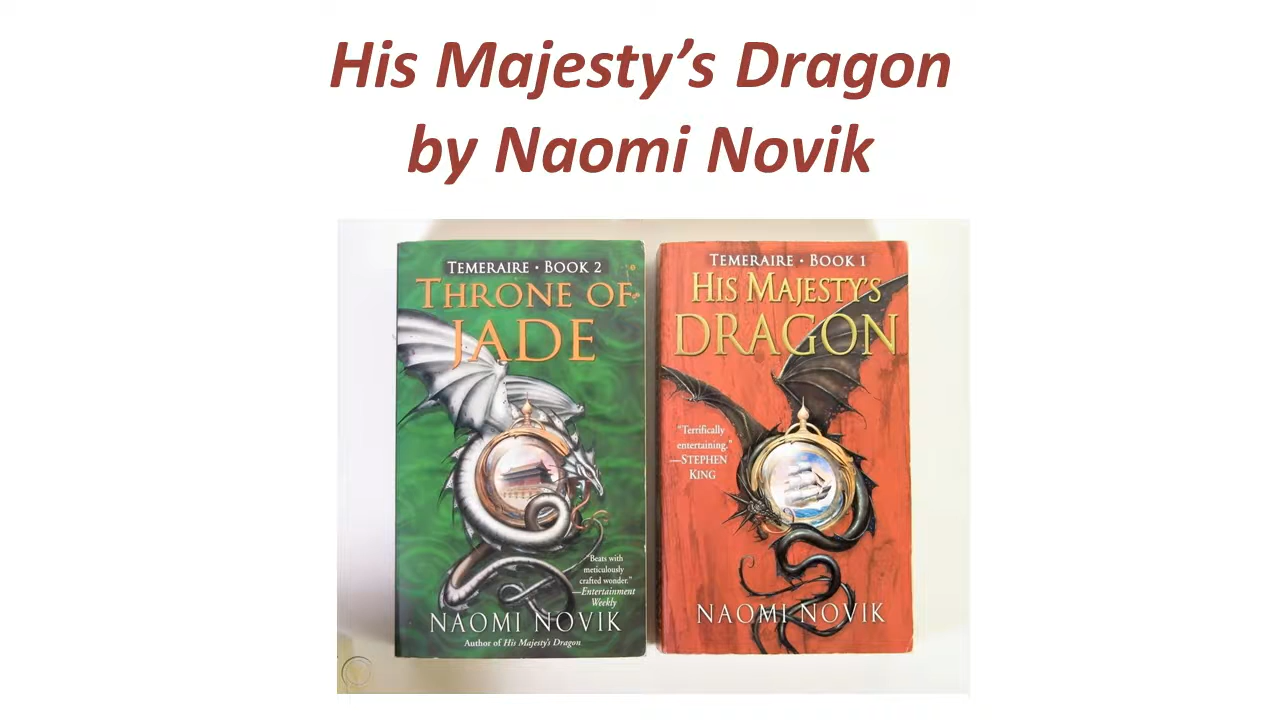 His Majesty’s Dragon
by Naomi Novik
TEMERAIRE • BOOK 2
THRONE OF
JADE
"Beats with
meticulously
crafted wonder."
—Entertainment
Weekly
NAOMI NOVIK
Author of His Majesty's Dragon
TEMERAIRE • BOOK 1
HIS MAJESTY'S
DRAGON
"Terrifically
entertaining."
—STEPHEN
KING
NAOMI NOVIK